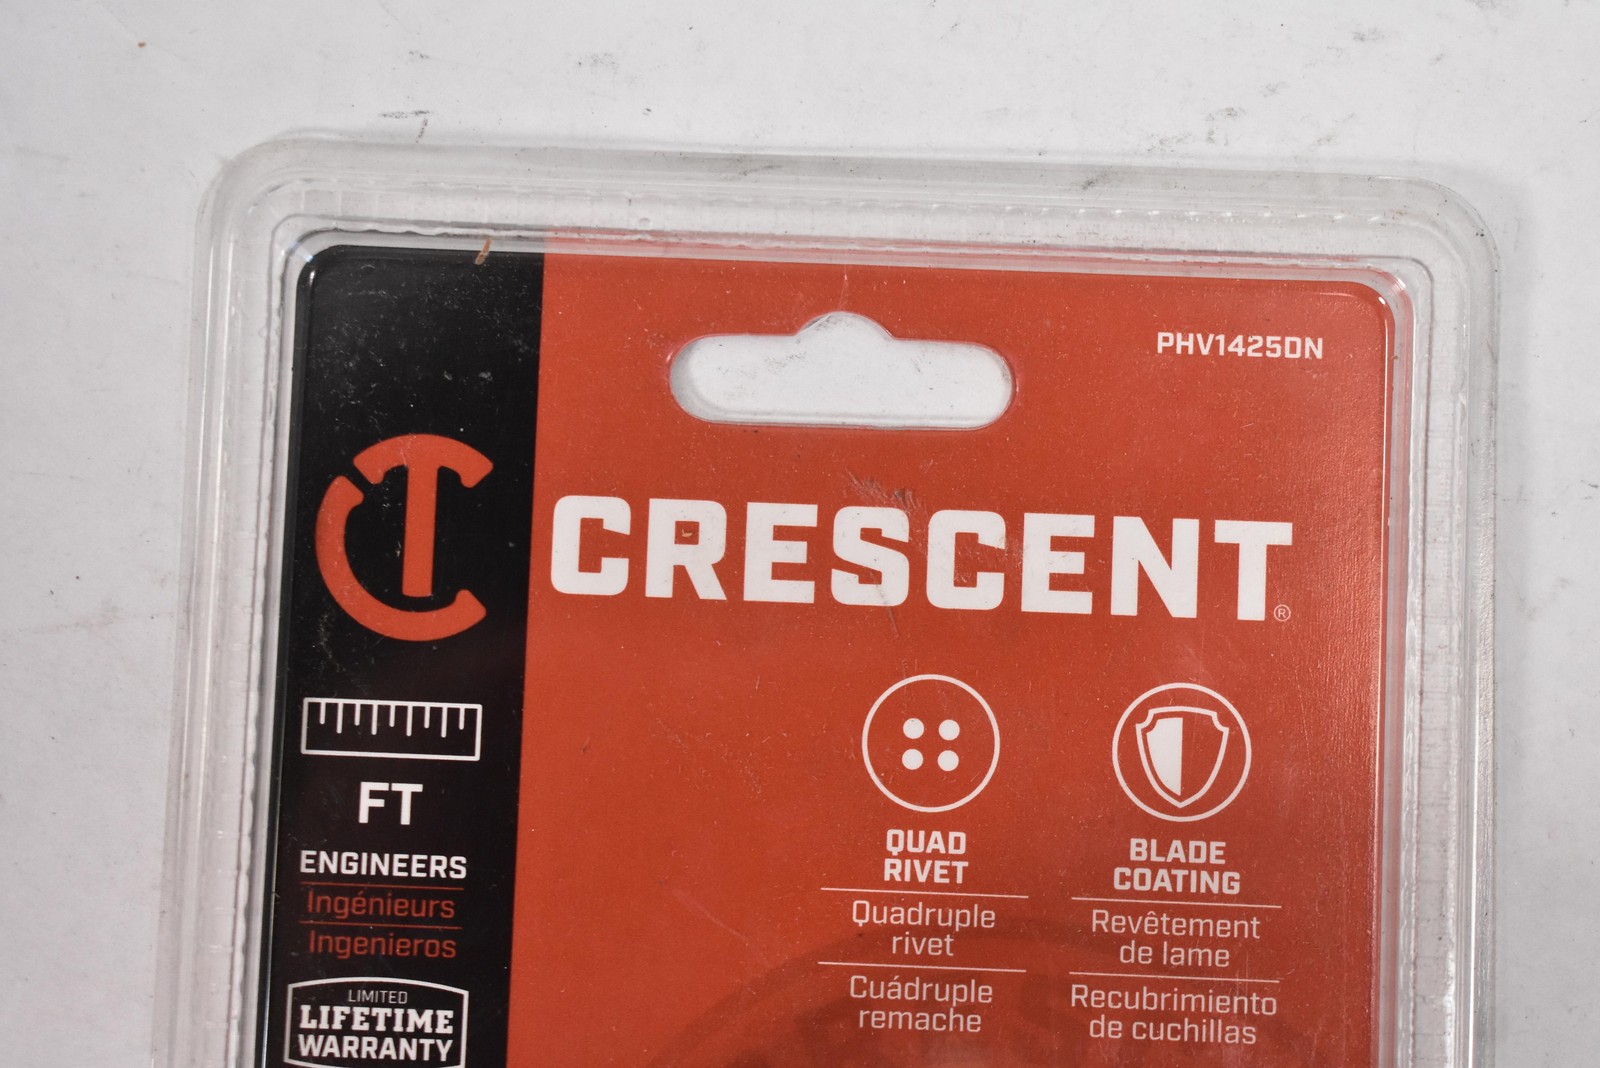 PHV1425DN
CRESCENT®
FT
ENGINEERS
Ingénieurs
Ingenieros
LIMITED
LIFETIME
WARRANTY
QUAD
RIVET
Quadruple
rivet
Cuádruple
remache
BLADE
COATING
Revêtement
de lame
Recubrimiento
de cuchillas